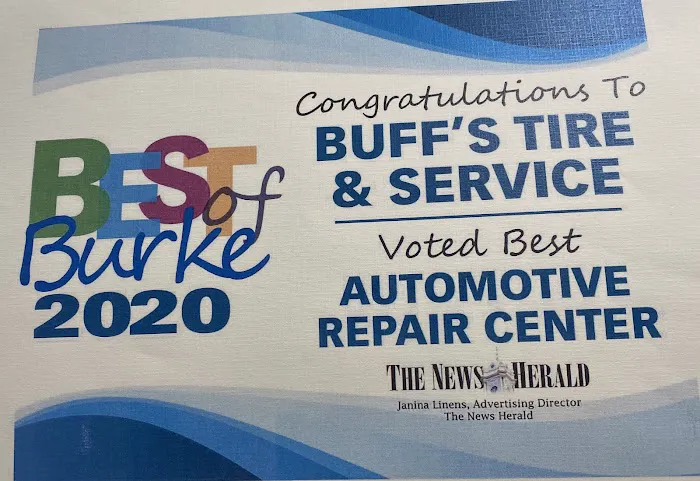 BEST of
Burke
2020
Congratulations To
BUFF'S TIRE
& SERVICE
Voted Best
AUTOMOTIVE
REPAIR CENTER
THE NEWS HERALD
Janina Linens, Advertising Director
The News Herald